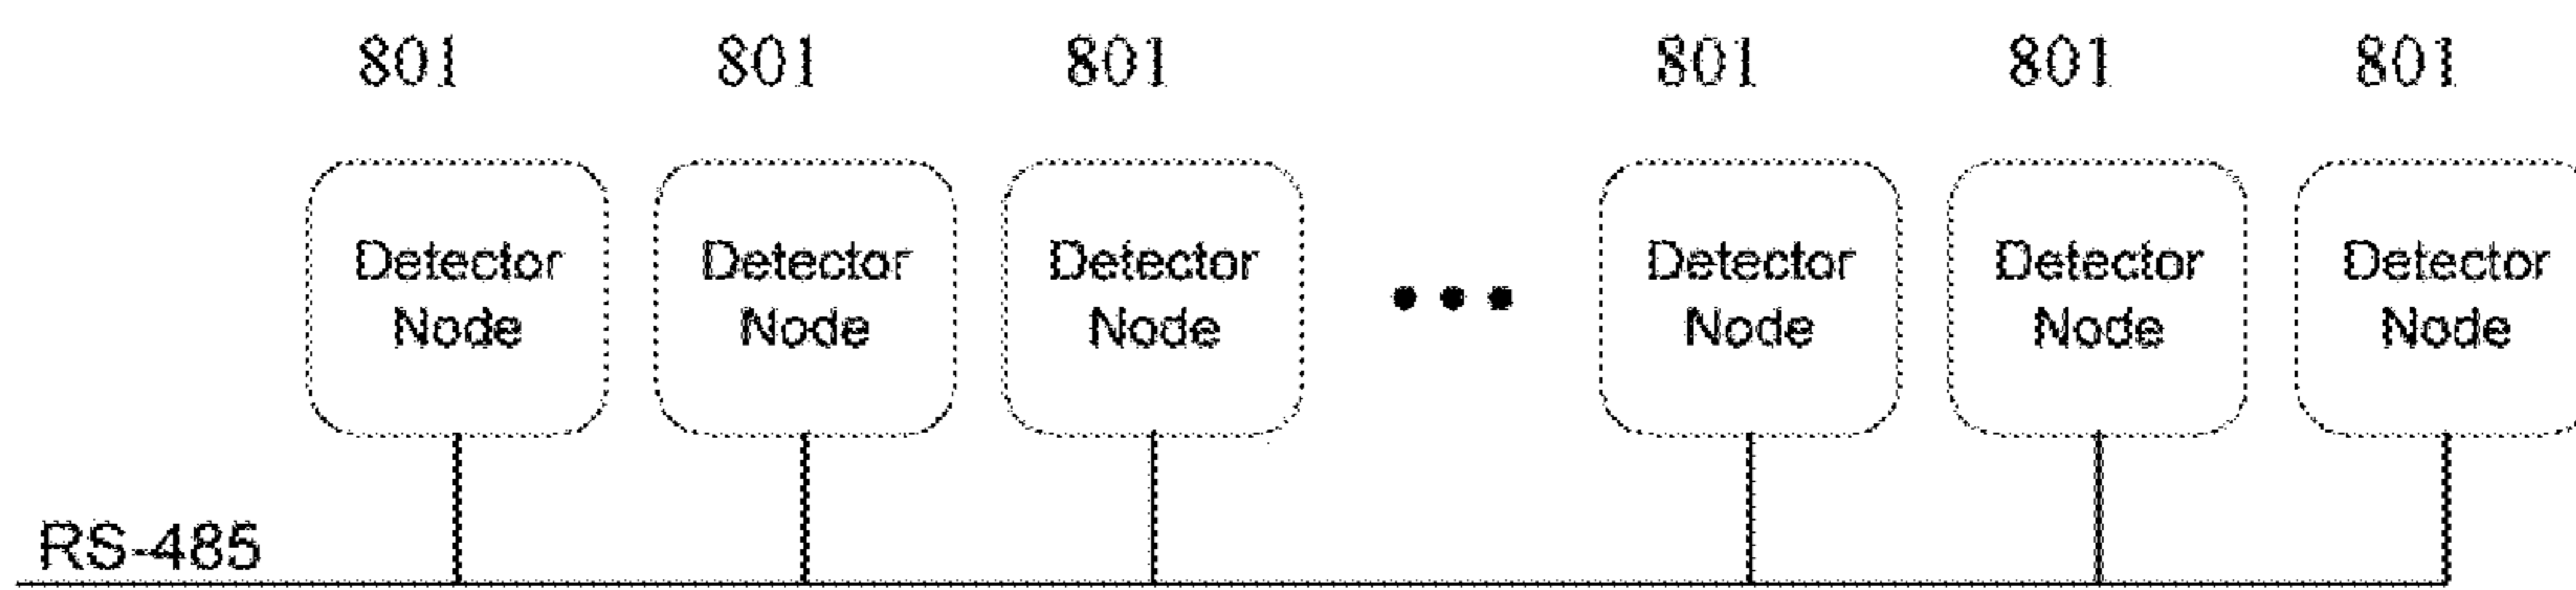 801 801 801 801 801 801
Detector Detector Detector Detector Detector Detector
Node Node Node ••• Node Node Node
RS-485